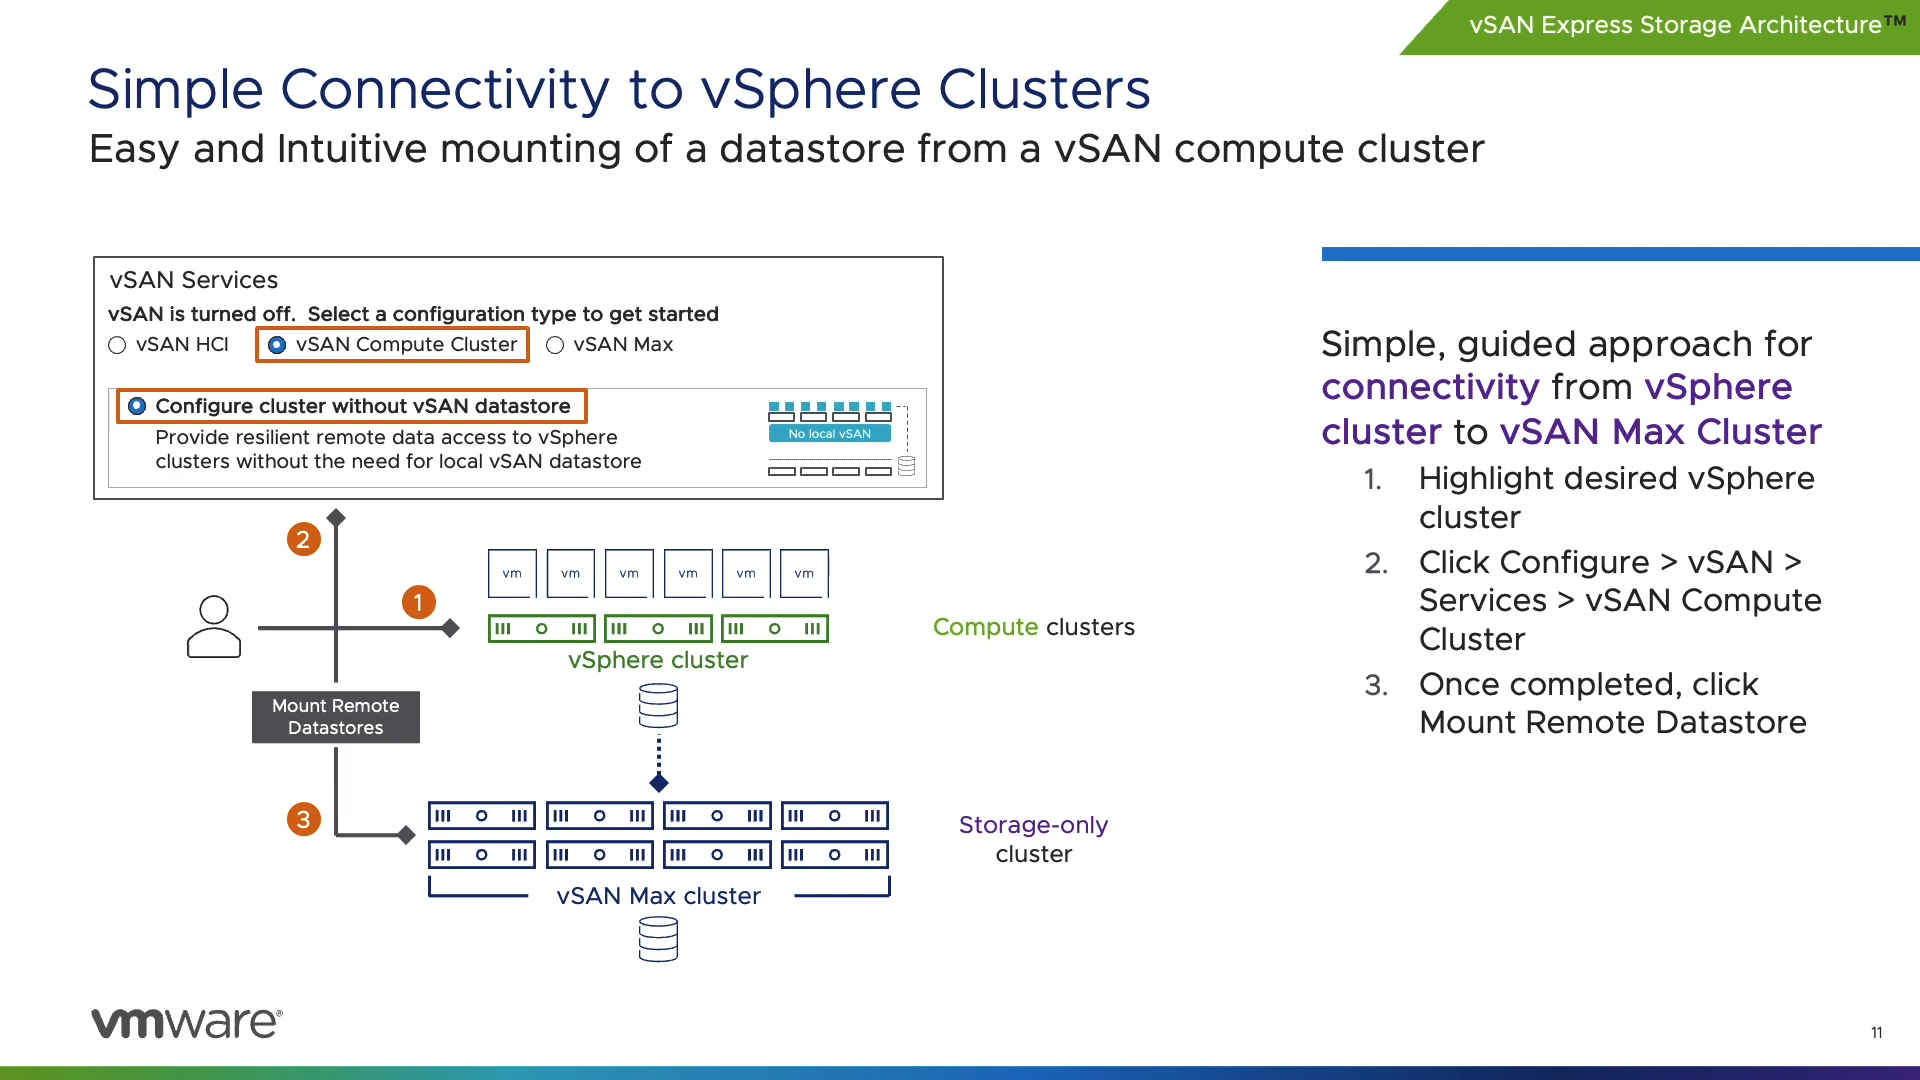 vSAN Express Storage Architecture™
Simple Connectivity to vSphere Clusters
Easy and Intuitive mounting of a datastore from a vSAN compute cluster
vSAN Services
vSAN is turned off.  Select a configuration type to get started
vSAN HCI
vSAN Compute Cluster
vSAN Max
Configure cluster without vSAN datastore
Provide resilient remote data access to vSphere
clusters without the need for local vSAN datastore
No local vSAN
2
1
vm vm vm vm vm vm
vSphere cluster
Compute clusters
Mount Remote
Datastores
3
Storage-only
cluster
vSAN Max cluster
Simple, guided approach for
connectivity from vSphere
cluster to vSAN Max Cluster
1. Highlight desired vSphere
cluster
2. Click Configure > vSAN >
Services > vSAN Compute
Cluster
3. Once completed, click
Mount Remote Datastore
vmware®
11